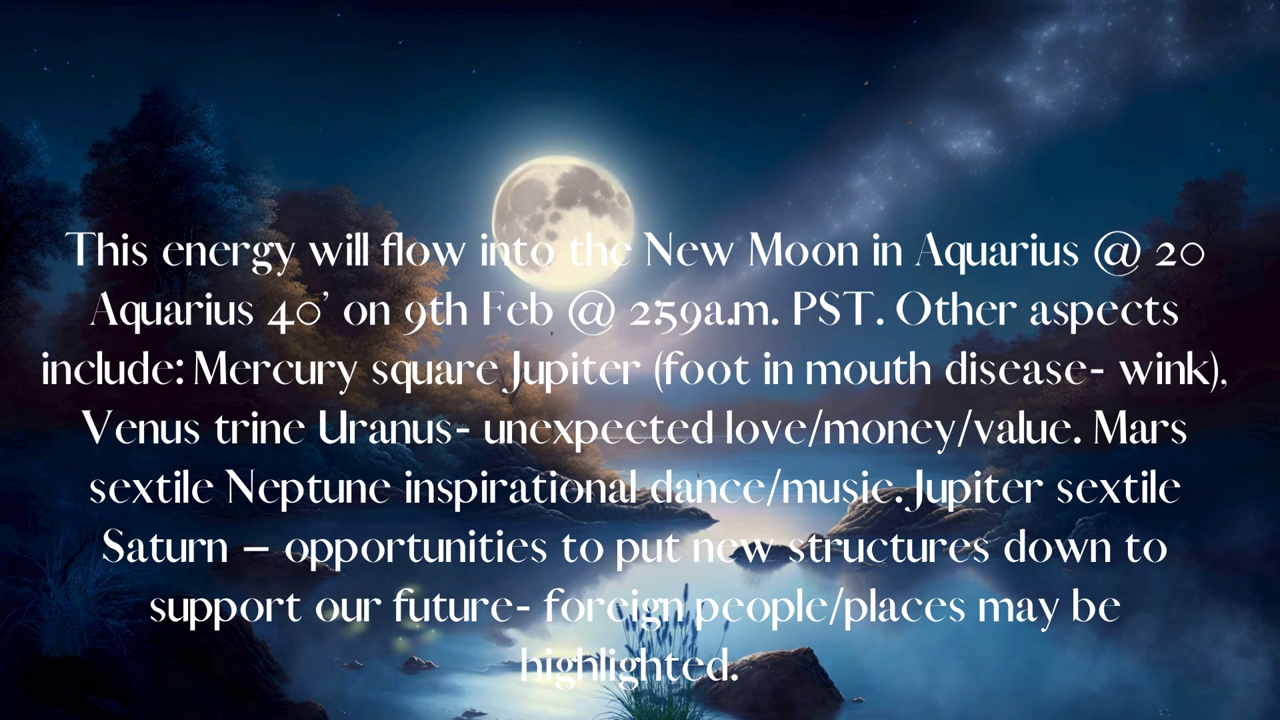 This energy will flow into the New Moon in Aquarius @ 20
Aquarius 40' on 9th Feb @ 2:59a.m. PST. Other aspects
include: Mercury square Jupiter (foot in mouth disease- wink),
Venus trine Uranus- unexpected love/money/value. Mars
sextile Neptune inspirational dance/music. Jupiter sextile
Saturn – opportunities to put new structures down to
support our future- foreign people/places may be
highlighted.